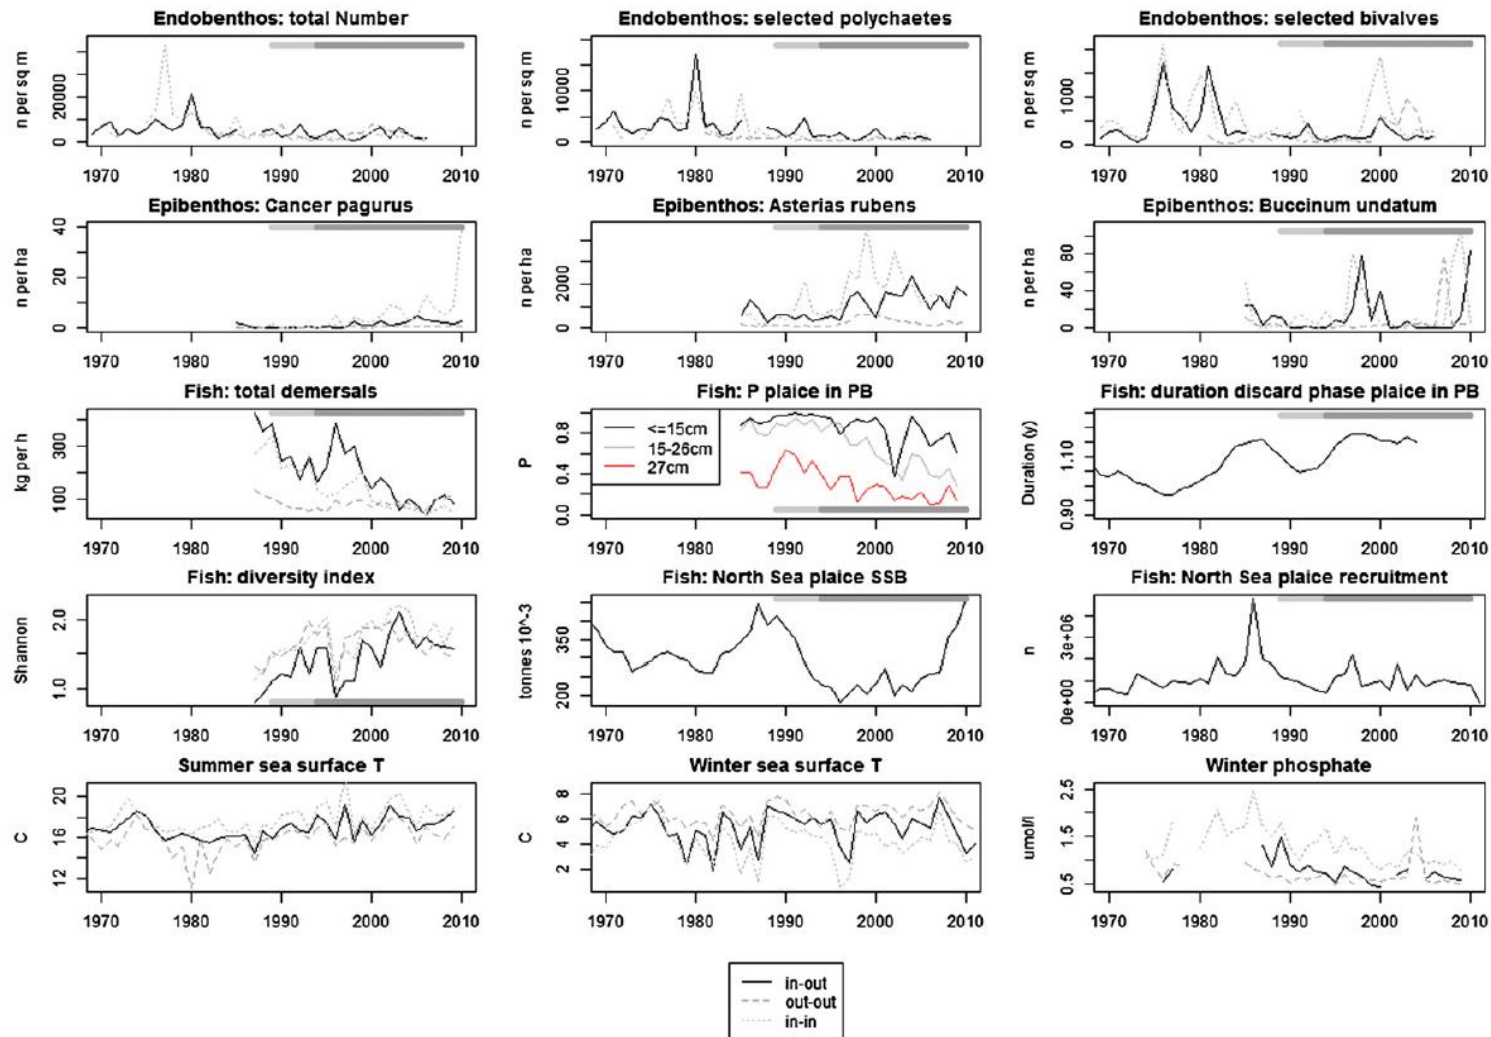 Endobenthos: total Number
Endobenthos: selected polychaetes
Endobenthos: selected bivalves
n per sq m
0 20000
1970 1980 1990 2000 2010
n per sq m
0 10000
1970 1980 1990 2000 2010
n per sq m
0 1000
1970 1980 1990 2000 2010
Epibenthos: Cancer pagurus
Epibenthos: Asterias rubens
Epibenthos: Buccinum undatum
n per ha
0 20 40
1970 1980 1990 2000 2010
n per ha
0 2000
1970 1980 1990 2000 2010
n per ha
0 40 80
1970 1980 1990 2000 2010
Fish: total demersals
Fish: P plaice in PB
Fish: duration discard phase plaice in PB
kg per h
100 300
1970 1980 1990 2000 2010
P
0.0 0.4 0.8
<=15cm
15-26cm
27cm
1970 1980 1990 2000 2010
Duration (y)
0.90 1.10
1970 1980 1990 2000 2010
Fish: diversity index
Fish: North Sea plaice SSB
Fish: North Sea plaice recruitment
Shannon
1.0 2.0
1970 1980 1990 2000 2010
tonnes 10^-3
200 350
1970 1980 1990 2000 2010
n
0e+00 3e+06
1970 1980 1990 2000 2010
Summer sea surface T
Winter sea surface T
Winter phosphate
C
12 16 20
1970 1980 1990 2000 2010
C
2 4 6 8
1970 1980 1990 2000 2010
umol/l
0.5 1.5 2.5
1970 1980 1990 2000 2010
in-out
out-out
in-in